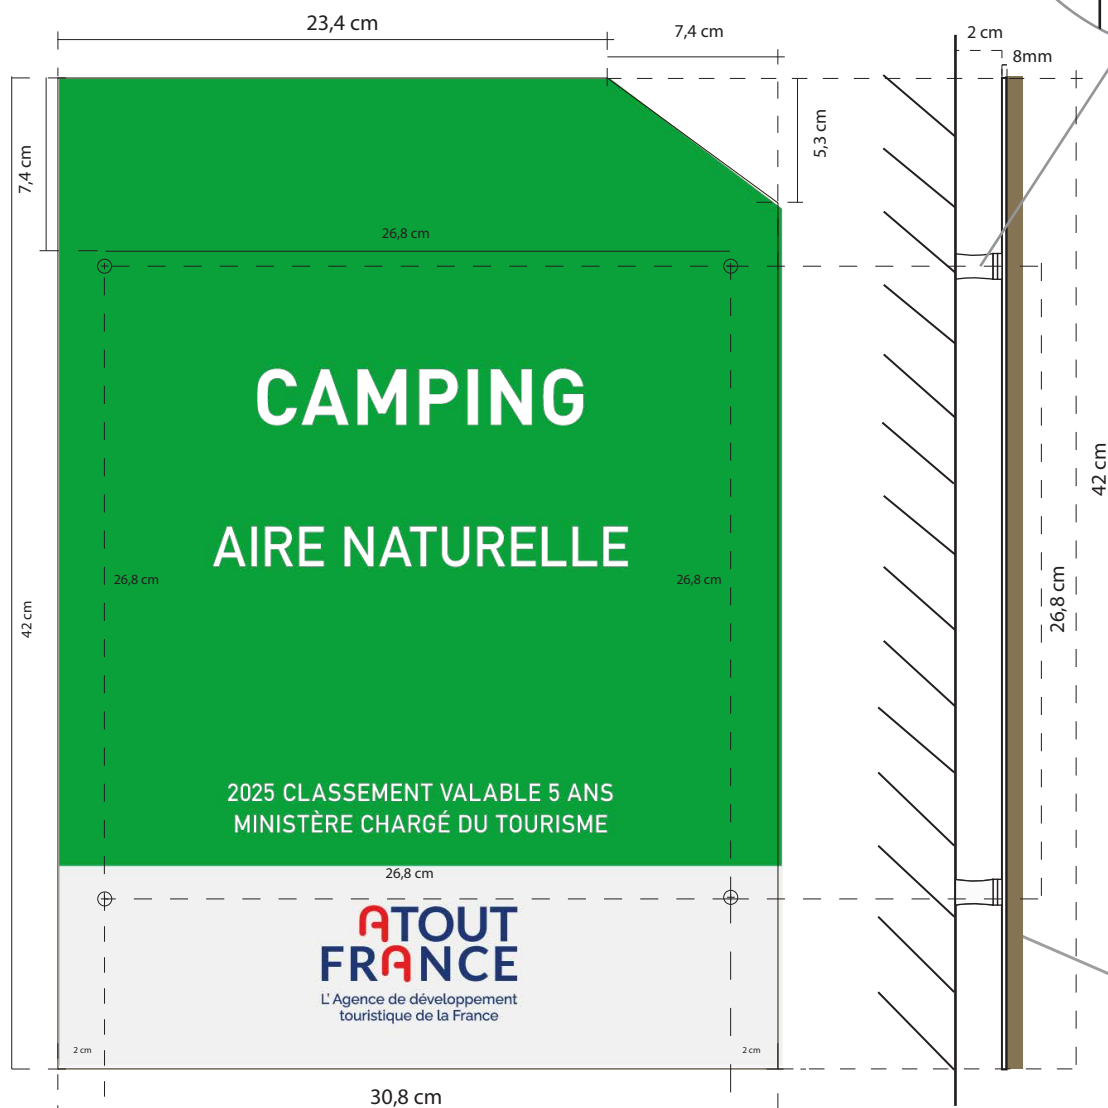 23,4 cm
7,4 cm
2 cm
8mm
7,4 cm
5,3 cm
26,8 cm
CAMPING
AIRE NATURELLE
26,8 cm
26,8 cm
42 cm
42 cm
26,8 cm
2025 CLASSEMENT VALABLE 5 ANS
MINISTÈRE CHARGÉ DU TOURISME
26,8 cm
ATOUT
FRANCE
L'Agence de développement
touristique de la France
2 cm
2 cm
30,8 cm